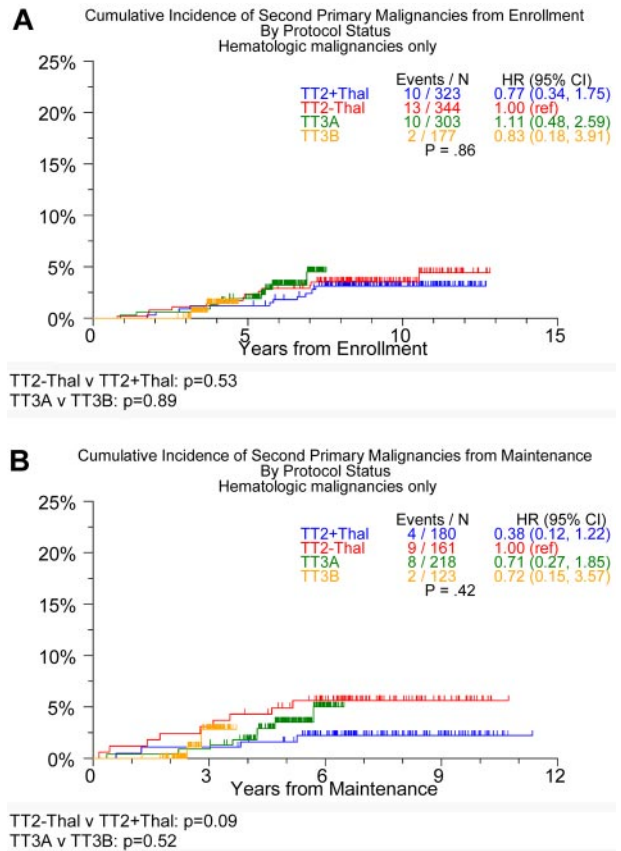 A
Cumulative Incidence of Second Primary Malignancies from Enrollment
By Protocol Status
Hematologic malignancies only
25%
20%
15%
10%
5%
0%
Events / N HR (95% CI)
TT2+Thal 10 / 323 0.77 (0.34, 1.75)
TT2-Thal 13 / 344 1.00 (ref)
TT3A 10 / 303 1.11 (0.48, 2.59)
TT3B 2 / 177 0.83 (0.18, 3.91)
P = .86
0 5 10 15
Years from Enrollment
TT2-Thal v TT2+Thal: p=0.53
TT3A v TT3B: p=0.89
B
Cumulative Incidence of Second Primary Malignancies from Maintenance
By Protocol Status
Hematologic malignancies only
25%
20%
15%
10%
5%
0%
Events / N HR (95% CI)
TT2+Thal 4 / 180 0.38 (0.12, 1.22)
TT2-Thal 9 / 161 1.00 (ref)
TT3A 8 / 218 0.71 (0.27, 1.85)
TT3B 2 / 123 0.72 (0.15, 3.57)
P = .42
0 3 6 9 12
Years from Maintenance
TT2-Thal v TT2+Thal: p=0.09
TT3A v TT3B: p=0.52